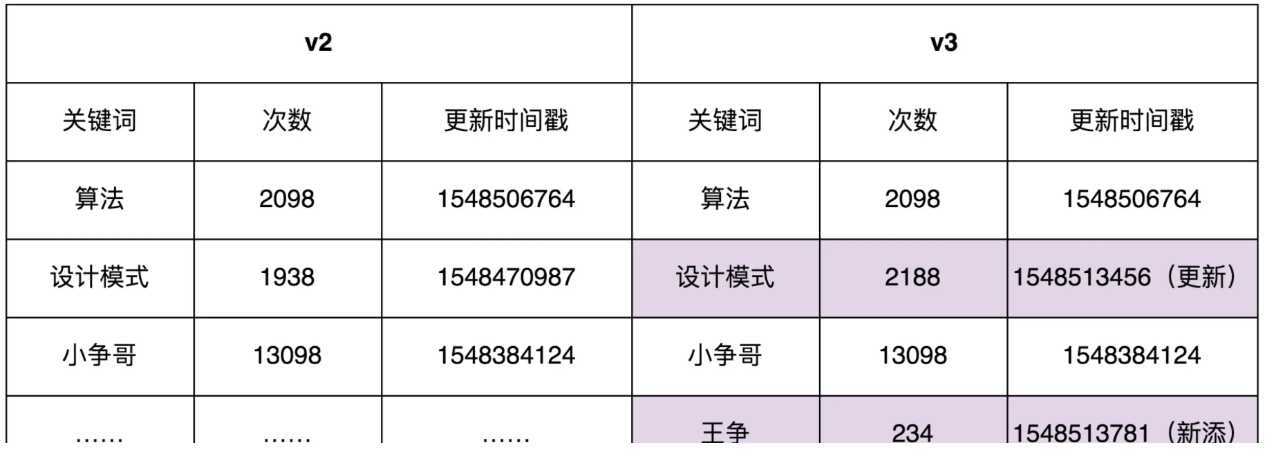 v2 v3
关键词 次数 更新时间戳 关键词 次数 更新时间戳
算法 2098 1548506764 算法 2098 1548506764
设计模式 1938 1548470987 设计模式 2188 1548513456（更新）
小争哥 13098 1548384124 小争哥 13098 1548384124
…… …… …… 王争 234 1548513781（新添）